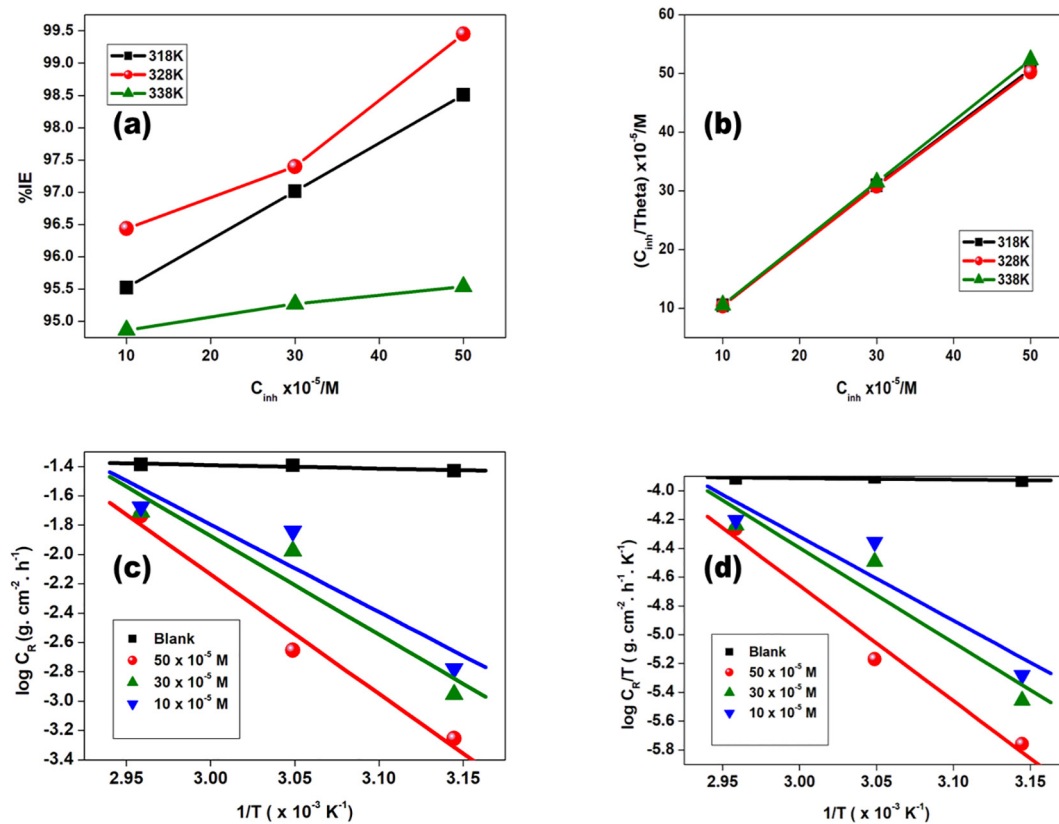 99.5
99.0
98.5
98.0
97.5
97.0
96.5
96.0
95.5
95.0
%IE
318K
328K
338K
(a)
10 20 30 40 50
C_inh x10^-5/M
60
50
40
30
20
10
(C_inh/Theta) x10^-5/M
(b)
318K
328K
338K
10 20 30 40 50
C_inh x10^-5/M
-1.4
-1.6
-1.8
-2.0
-2.2
-2.4
-2.6
-2.8
-3.0
-3.2
-3.4
log C_R (g. cm^-2. h^-1)
(c)
Blank
50 x 10^-5 M
30 x 10^-5 M
10 x 10^-5 M
2.95 3.00 3.05 3.10 3.15
1/T ( x 10^-3 K^-1)
-4.0
-4.2
-4.4
-4.6
-4.8
-5.0
-5.2
-5.4
-5.6
-5.8
log C_R/T ( g. cm^-2. h^-1. K^-1)
(d)
Blank
50 x 10^-5 M
30 x 10^-5 M
10 x 10^-5 M
2.95 3.00 3.05 3.10 3.15
1/T ( x 10^-3 K^-1)